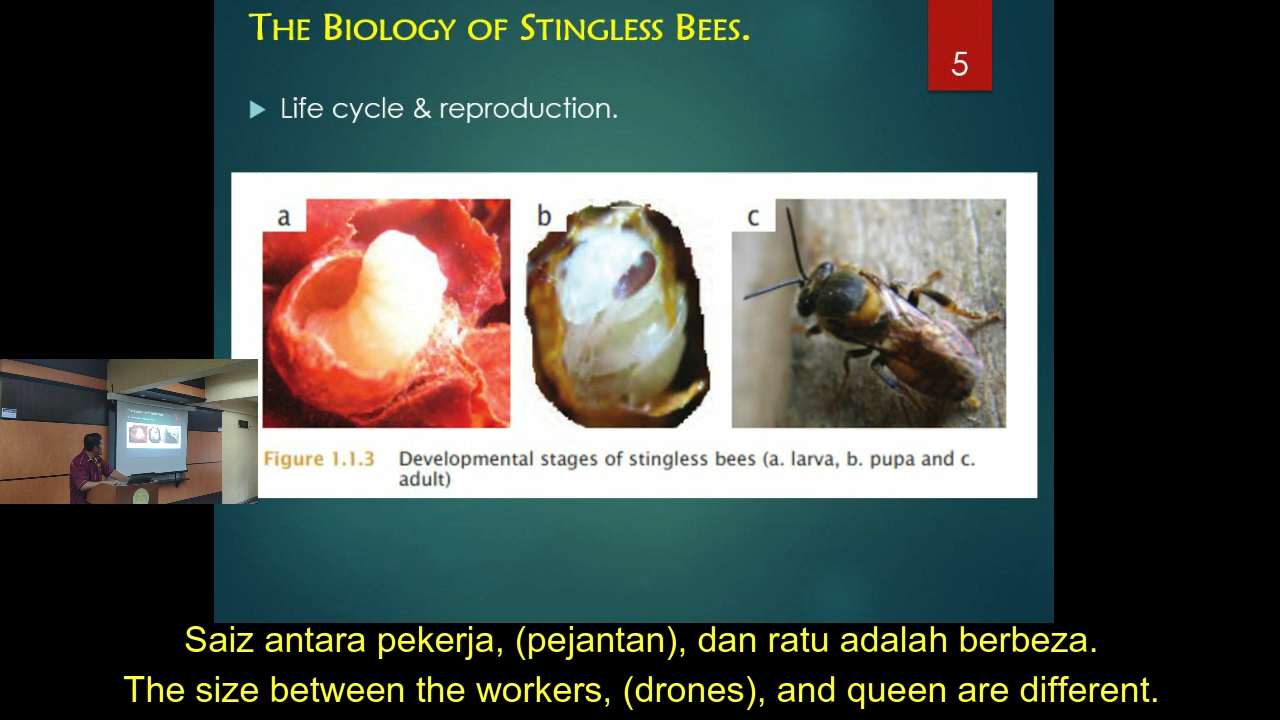 THE BIOLOGY OF STINGLESS BEES.
5
Life cycle & reproduction.
a
b
c
Figure 1.1.3 Developmental stages of stingless bees (a. larva, b. pupa and c.
adult)
Saiz antara pekerja, (pejantan), dan ratu adalah berbeza.
The size between the workers, (drones), and queen are different.